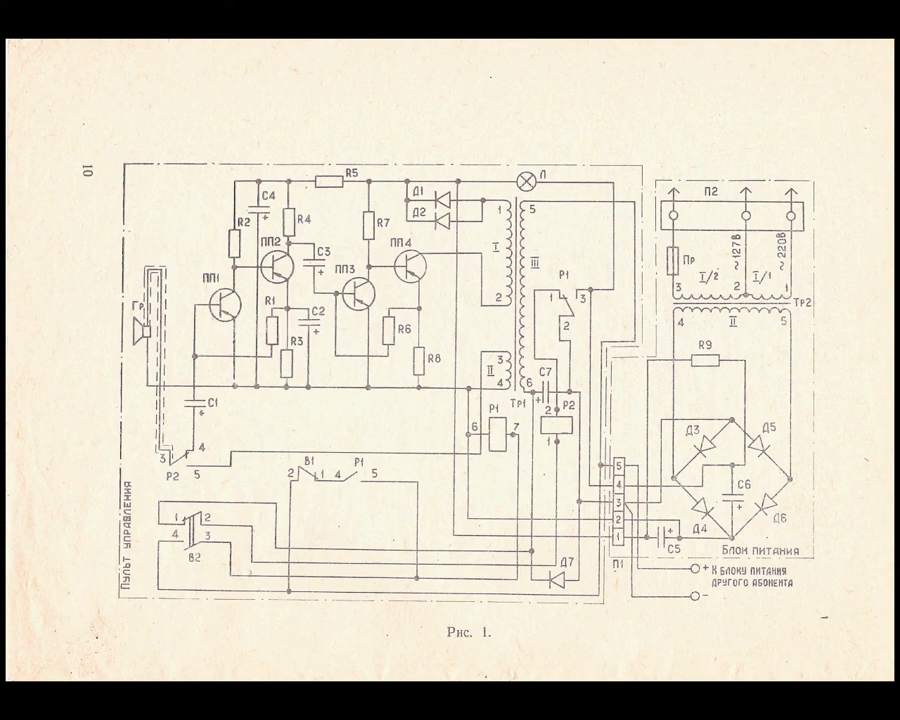 10
ПУЛЬТ УПРАВЛЕНИЯ
R5
Л
C4
Д1
Д2
R2
R4
R7
ПП2
C3
ПП4
ПП1
ПП3
Гр
R1
C2
R3
R6
R8
C1
3
4
5
P2
1
I
2
3
II
4
5
III
6
Тр1
P1
1
3
2
C7
+
P2
2
1
P1
6
7
2
B1
1
4
P1
5
1
2
4
3
B2
Д7
П1
5
4
3
2
1
C5
П2
Пр
~127В
~220В
I/2
I/1
3
2
1
Тр2
4
II
5
R9
Д3
Д5
C6
Д4
Д6
БЛОК ПИТАНИЯ
+ К БЛОКУ ПИТАНИЯ
ДРУГОГО АБОНЕНТА
-
Рис. 1.